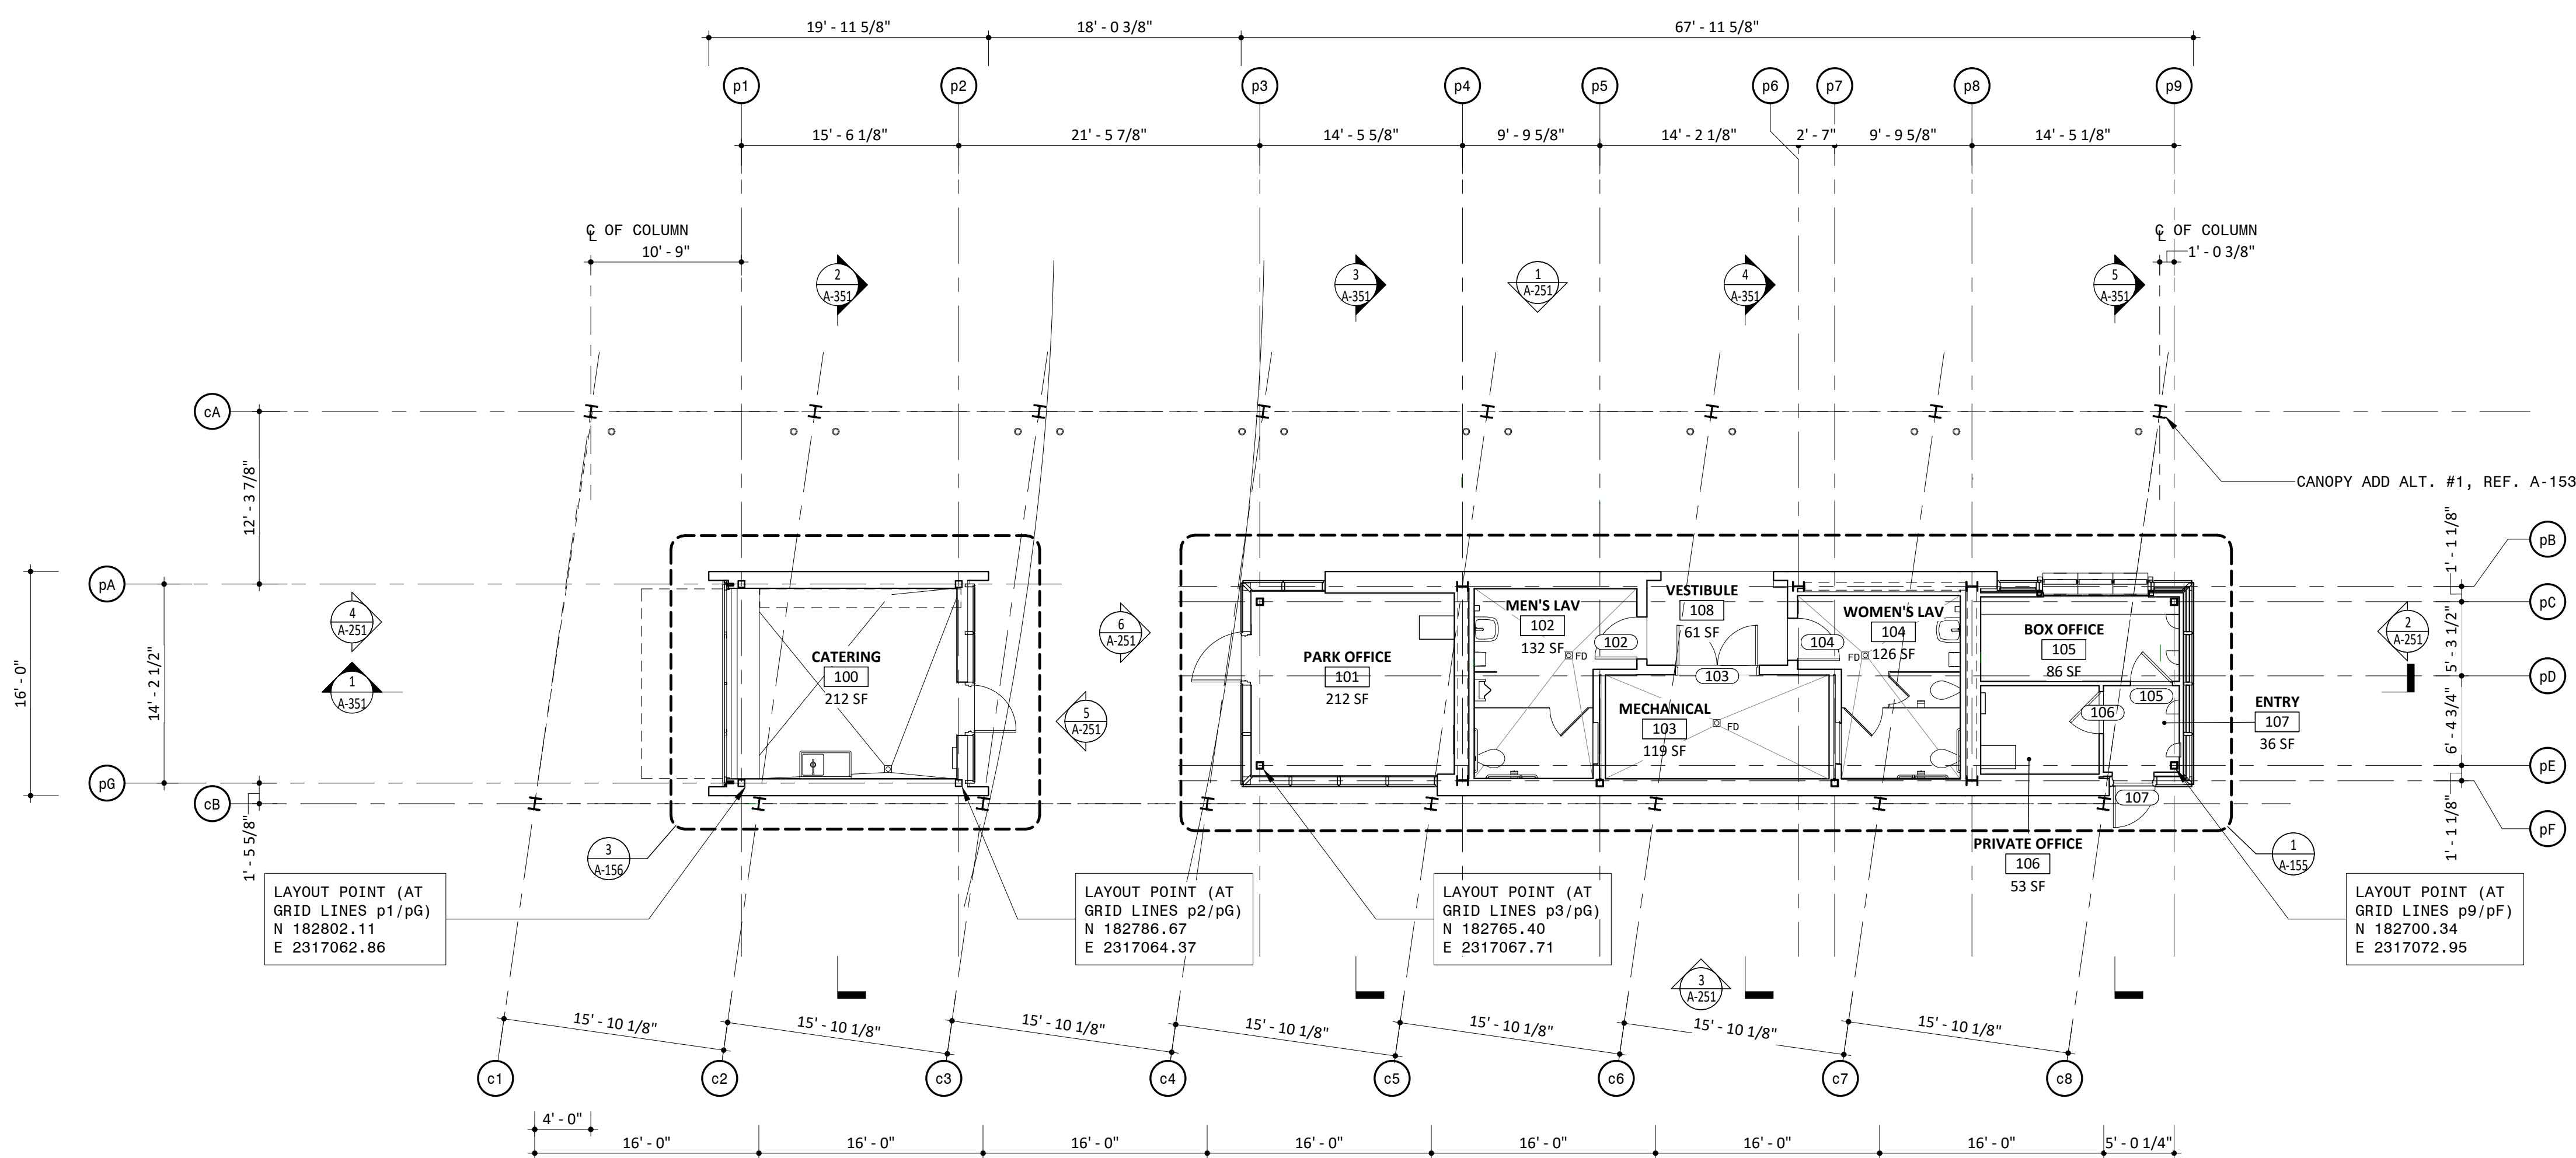 19' - 11 5/8"
18' - 0 3/8"
67' - 11 5/8"
p1
p2
p3
p4
p5
p6
p7
p8
p9
15' - 6 1/8"
21' - 5 7/8"
14' - 5 5/8"
9' - 9 5/8"
14' - 2 1/8"
2' - 7"
9' - 9 5/8"
14' - 5 1/8"
℄ OF COLUMN
10' - 9"
℄ OF COLUMN
1' - 0 3/8"
2
A-351
3
A-351
1
A-251
4
A-351
5
A-351
cA
12' - 3 7/8"
CANOPY ADD ALT. #1, REF. A-153
1' - 1 1/8"
pB
pA
pC
16' - 0"
14' - 2 1/2"
4
A-251
1
A-351
6
A-251
5
A-251
2
A-251
5' - 3 1/2"
pD
6' - 4 3/4"
pE
1' - 1 1/8"
pF
pG
cB
1' - 5 5/8"
CATERING
100
212 SF
PARK OFFICE
101
212 SF
MEN'S LAV
102
132 SF
FD
102
VESTIBULE
108
61 SF
103
104
WOMEN'S LAV
104
126 SF
FD
MECHANICAL
103
119 SF
FD
BOX OFFICE
105
86 SF
105
106
ENTRY
107
36 SF
107
PRIVATE OFFICE
106
53 SF
3
A-156
1
A-155
LAYOUT POINT (AT
GRID LINES p1/pG)
N 182802.11
E 2317062.86
LAYOUT POINT (AT
GRID LINES p2/pG)
N 182786.67
E 2317064.37
LAYOUT POINT (AT
GRID LINES p3/pG)
N 182765.40
E 2317067.71
LAYOUT POINT (AT
GRID LINES p9/pF)
N 182700.34
E 2317072.95
3
A-251
15' - 10 1/8"
15' - 10 1/8"
15' - 10 1/8"
15' - 10 1/8"
15' - 10 1/8"
15' - 10 1/8"
15' - 10 1/8"
c1
c2
c3
c4
c5
c6
c7
c8
4' - 0"
16' - 0"
16' - 0"
16' - 0"
16' - 0"
16' - 0"
16' - 0"
16' - 0"
5' - 0 1/4"